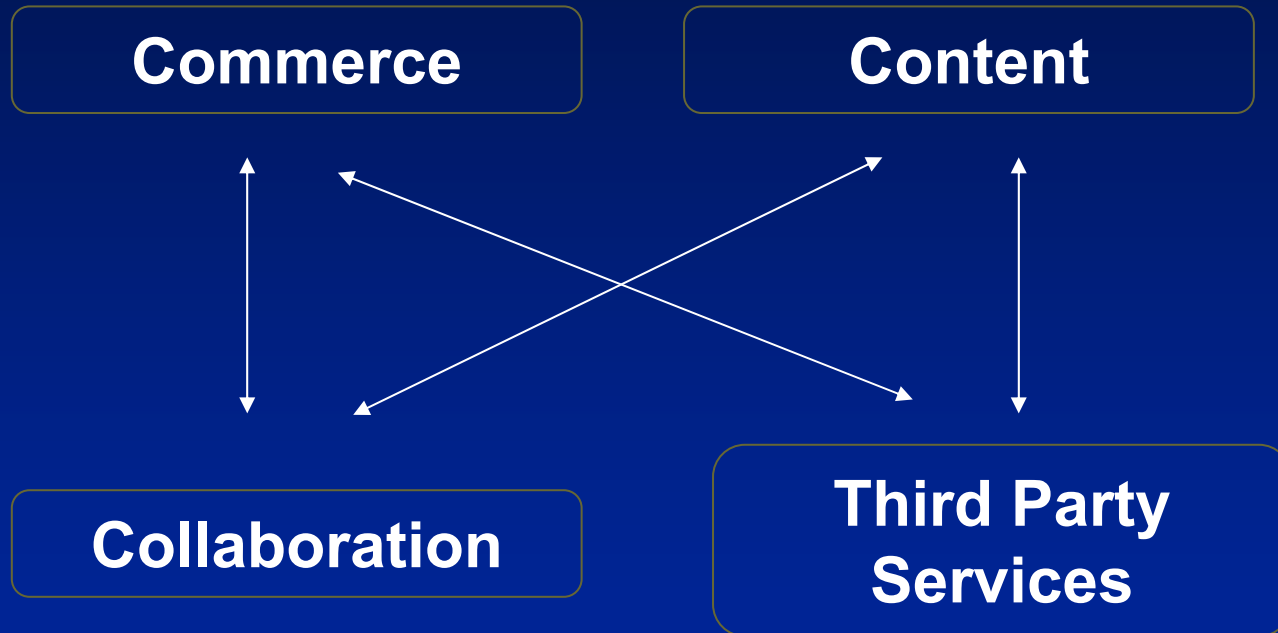 Commerce
Content
Collaboration
Third Party
Services